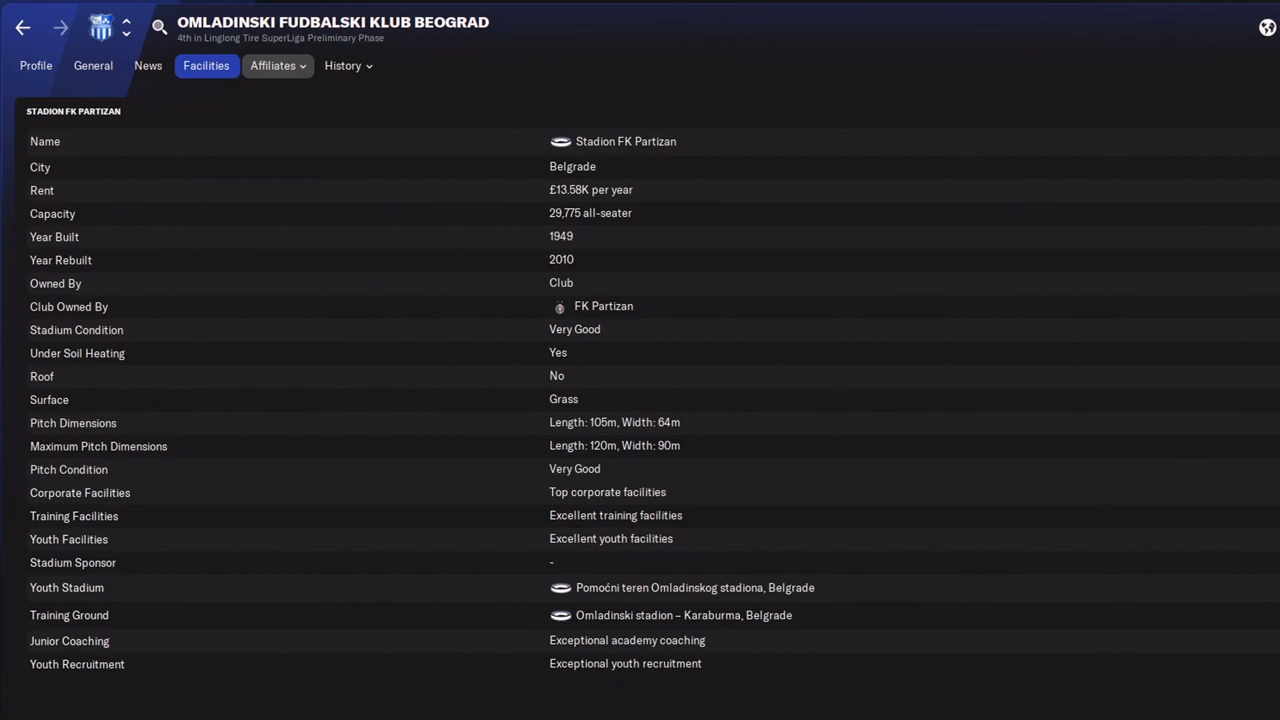 OMLADINSKI FUDBALSKI KLUB BEOGRAD
4th in Linglong Tire SuperLiga Preliminary Phase
Profile General News Facilities Affiliates History
STADION FK PARTIZAN
Name Stadion FK Partizan
City Belgrade
Rent £13.58K per year
Capacity 29,775 all-seater
Year Built 1949
Year Rebuilt 2010
Owned By Club
Club Owned By FK Partizan
Stadium Condition Very Good
Under Soil Heating Yes
Roof No
Surface Grass
Pitch Dimensions Length: 105m, Width: 64m
Maximum Pitch Dimensions Length: 120m, Width: 90m
Pitch Condition Very Good
Corporate Facilities Top corporate facilities
Training Facilities Excellent training facilities
Youth Facilities Excellent youth facilities
Stadium Sponsor -
Youth Stadium Pomoćni teren Omladinskog stadiona, Belgrade
Training Ground Omladinski stadion – Karaburma, Belgrade
Junior Coaching Exceptional academy coaching
Youth Recruitment Exceptional youth recruitment